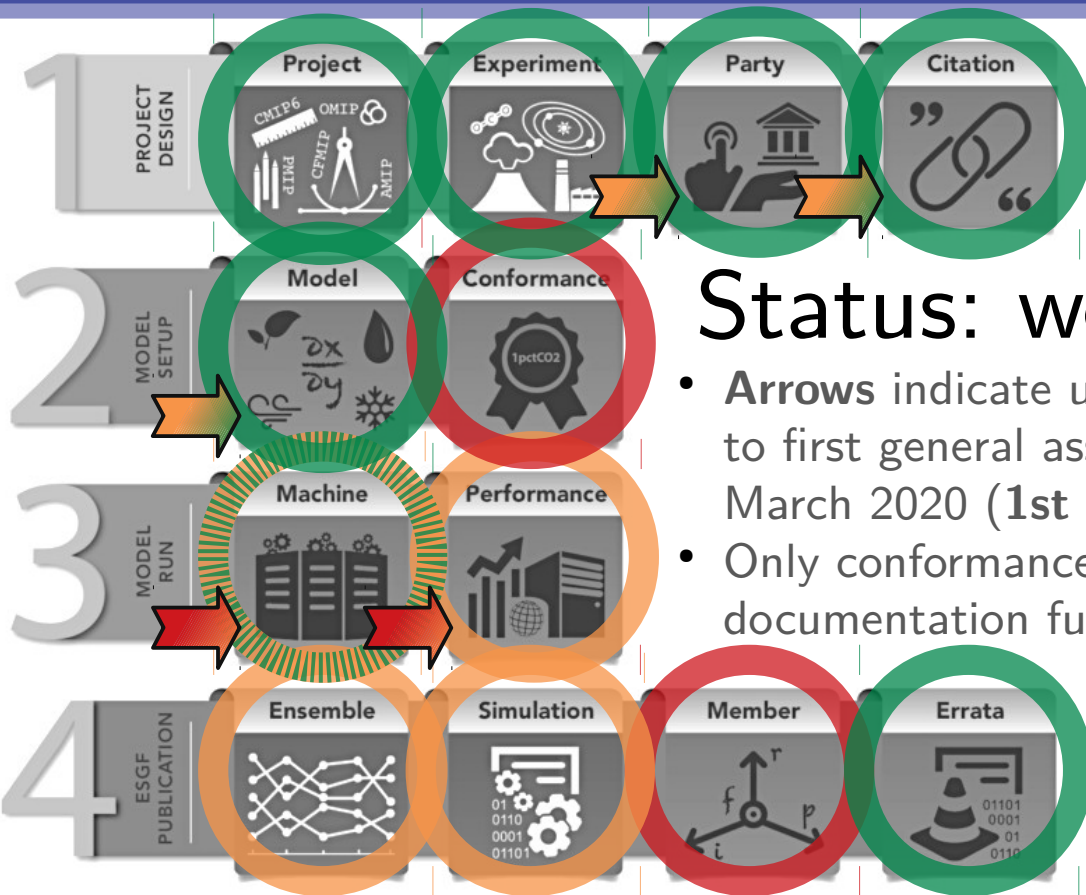 1
PROJECT
DESIGN
Project
CMIP6
OMIP
PMIP
CFMIP
AMIP
Experiment
Party
Citation
2
MODEL
SETUP
Model
∂x
∂y
Conformance
1pctCO2
Status: w
Arrows indicate u
to first general as
March 2020 (1st
Only conformance
documentation fu
3
MODEL
RUN
Machine
Performance
4
ESGF
PUBLICATION
Ensemble
Simulation
01
0110
0001
01101
Member
r
f
p
i
Errata
01101
0001
01
0110